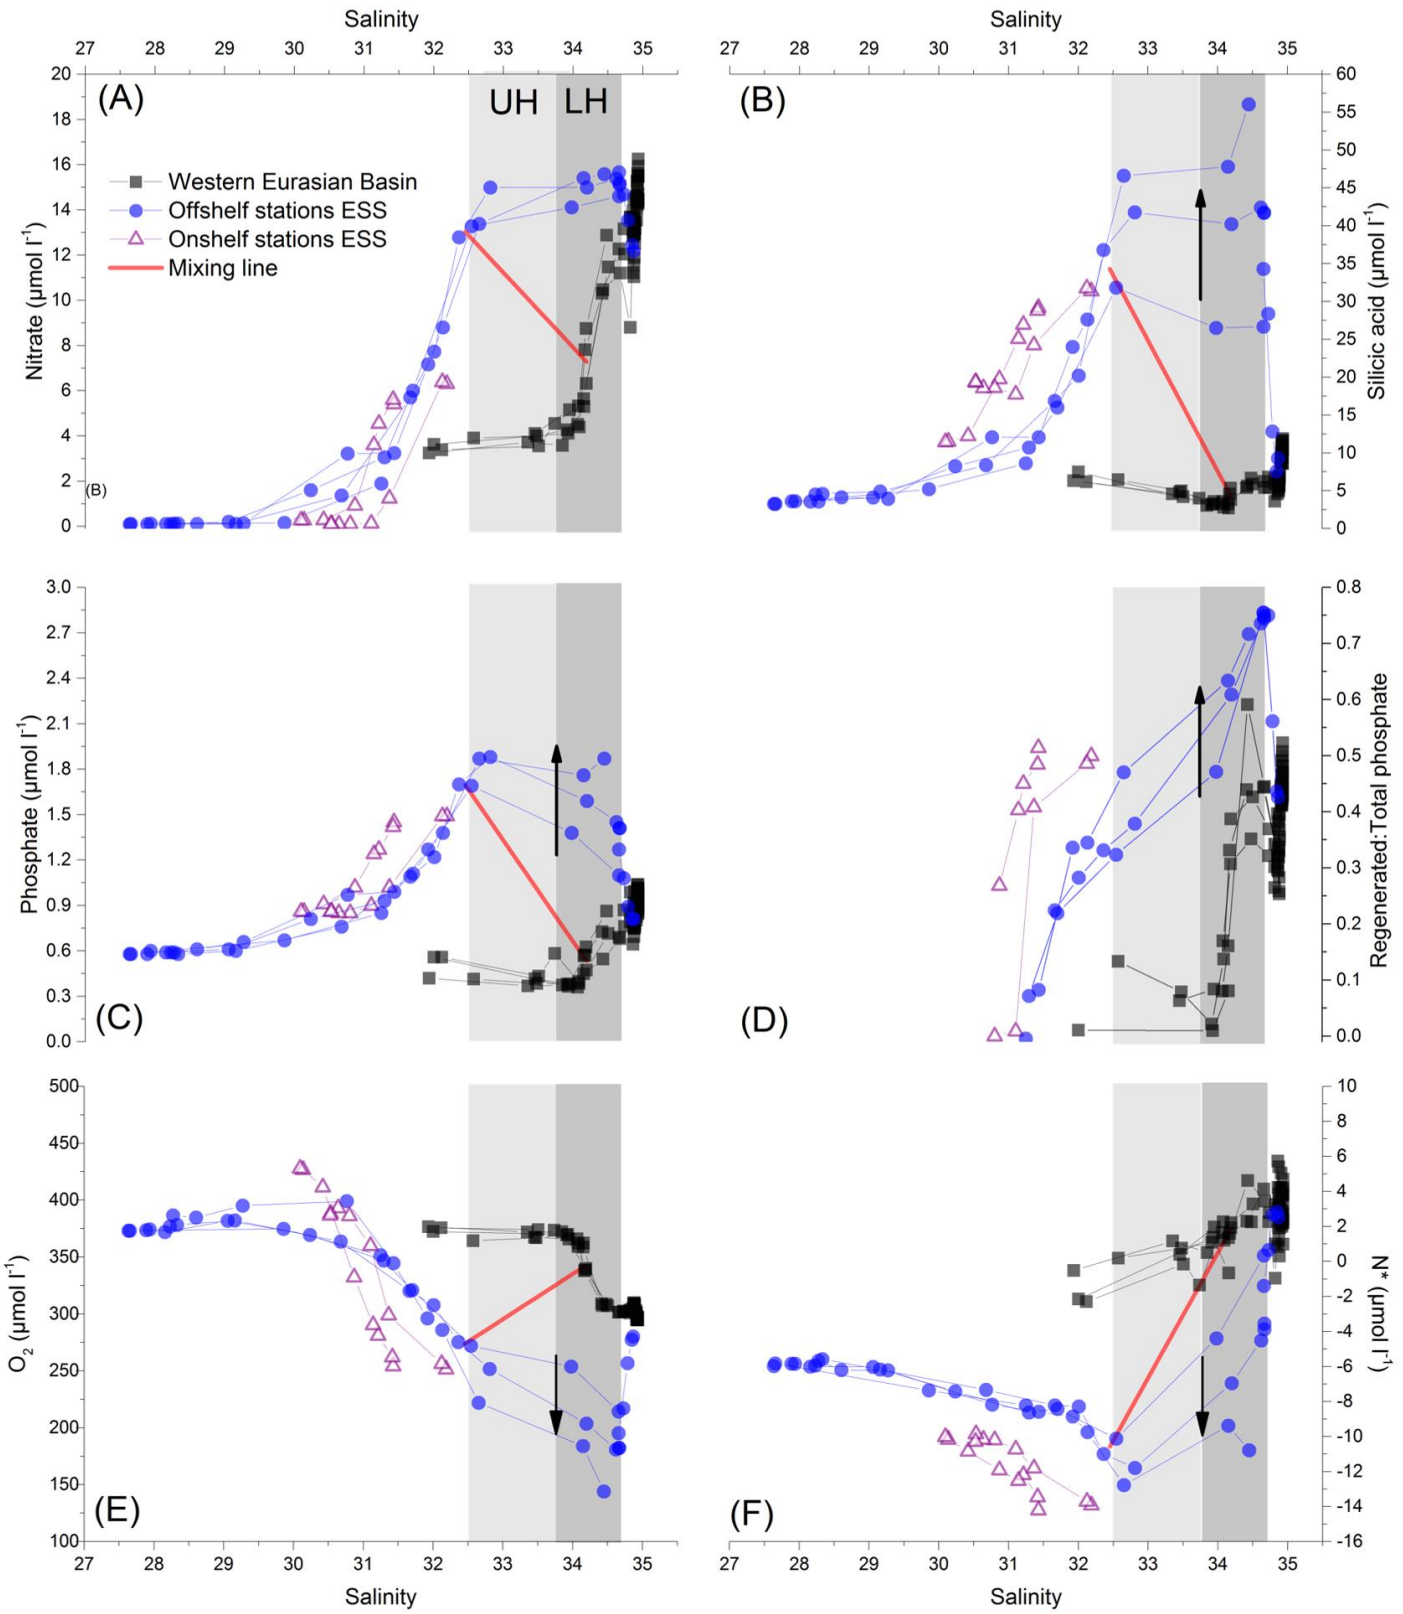 Salinity
Salinity
27 28 29 30 31 32 33 34 35
27 28 29 30 31 32 33 34 35
(A)
UH LH
20
18
16
14
12
10
8
6
4
2
0
Nitrate (µmol l⁻¹)
Western Eurasian Basin
Offshelf stations ESS
Onshelf stations ESS
Mixing line
(B)
(B)
60
55
50
45
40
35
30
25
20
15
10
5
0
Silicic acid (µmol l⁻¹)
3.0
2.7
2.4
2.1
1.8
1.5
1.2
0.9
0.6
0.3
0.0
Phosphate (µmol l⁻¹)
(C)
0.8
0.7
0.6
0.5
0.4
0.3
0.2
0.1
0.0
Regenerated:Total phosphate
(D)
500
450
400
350
300
250
200
150
100
O₂ (µmol l⁻¹)
(E)
10
8
6
4
2
0
-2
-4
-6
-8
-10
-12
-14
-16
N* (µmol l⁻¹)
(F)
27 28 29 30 31 32 33 34 35
27 28 29 30 31 32 33 34 35
Salinity
Salinity